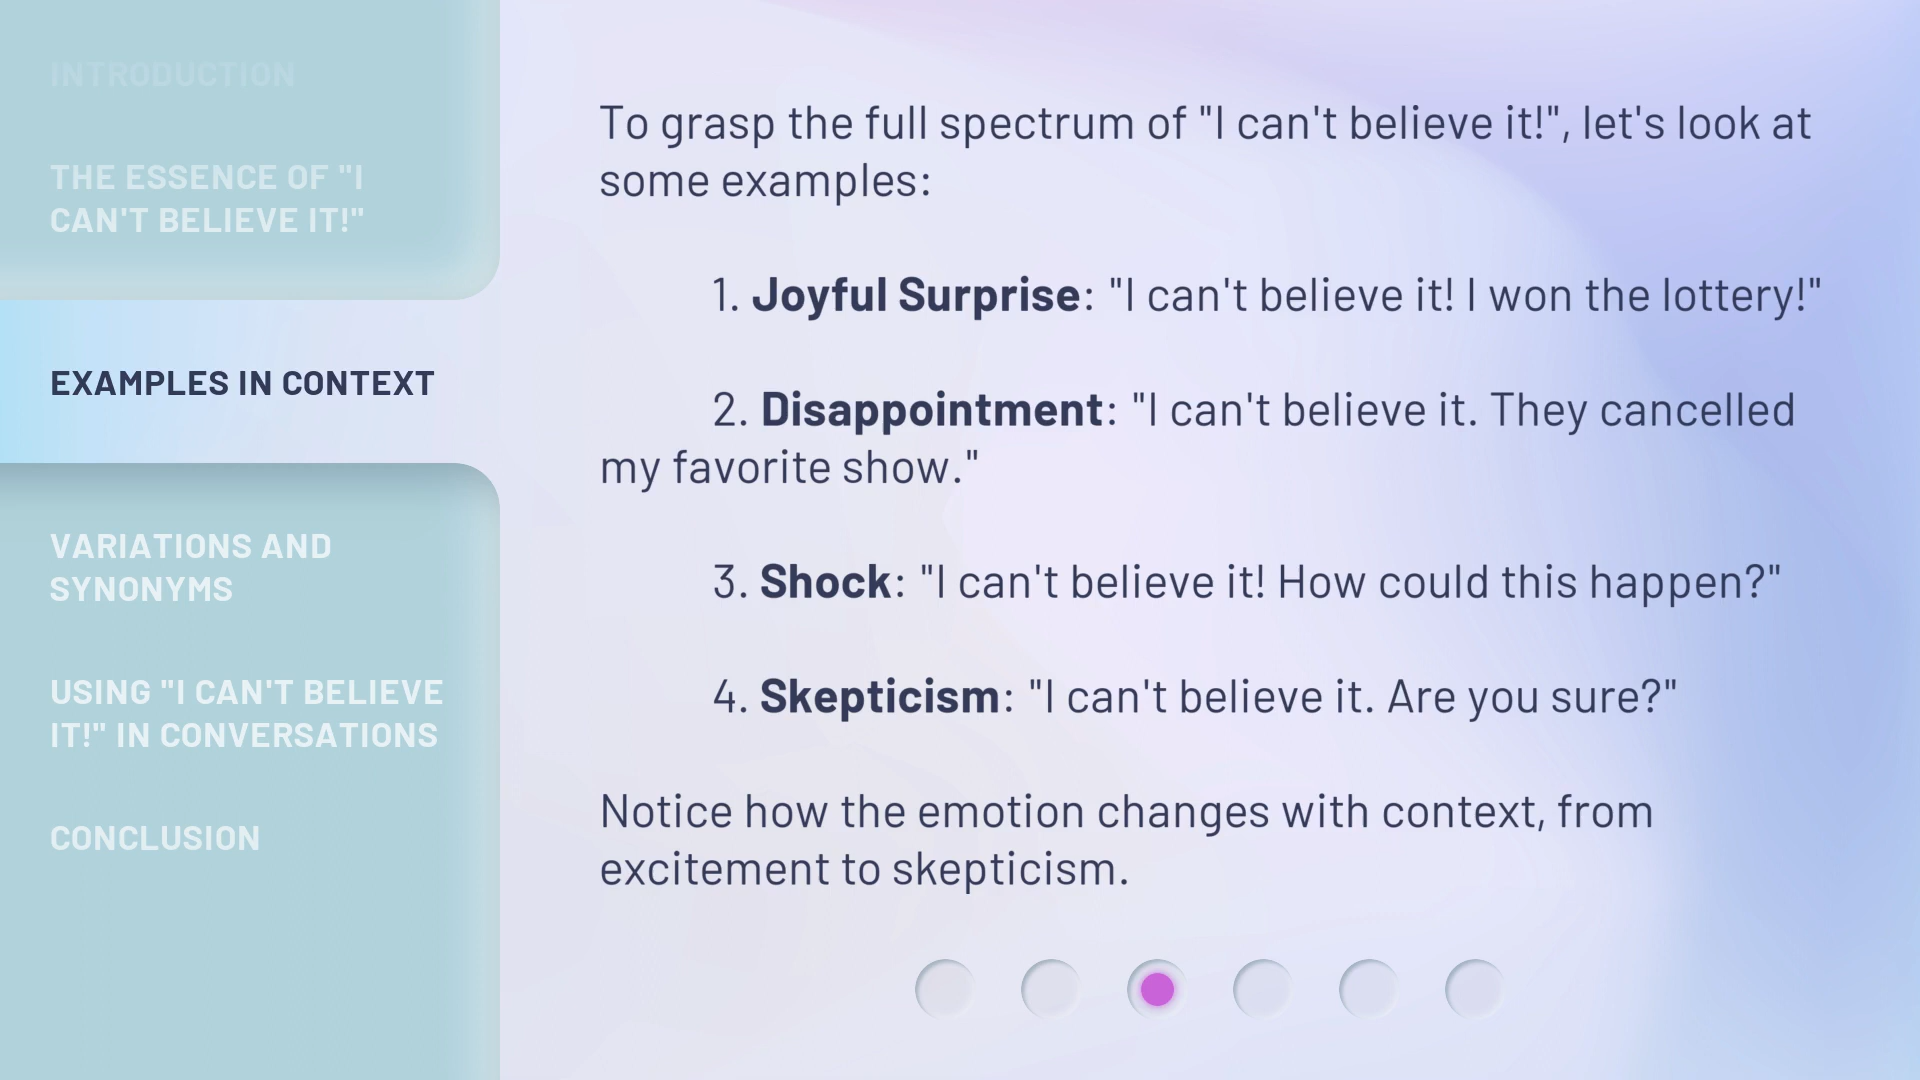 INTRODUCTION
THE ESSENCE OF "I
CAN'T BELIEVE IT!"
EXAMPLES IN CONTEXT
VARIATIONS AND
SYNONYMS
USING "I CAN'T BELIEVE
IT!" IN CONVERSATIONS
CONCLUSION
To grasp the full spectrum of "I can't believe it!", let's look at
some examples:
1. Joyful Surprise: "I can't believe it! I won the lottery!"
2. Disappointment: "I can't believe it. They cancelled
my favorite show."
3. Shock: "I can't believe it! How could this happen?"
4. Skepticism: "I can't believe it. Are you sure?"
Notice how the emotion changes with context, from
excitement to skepticism.